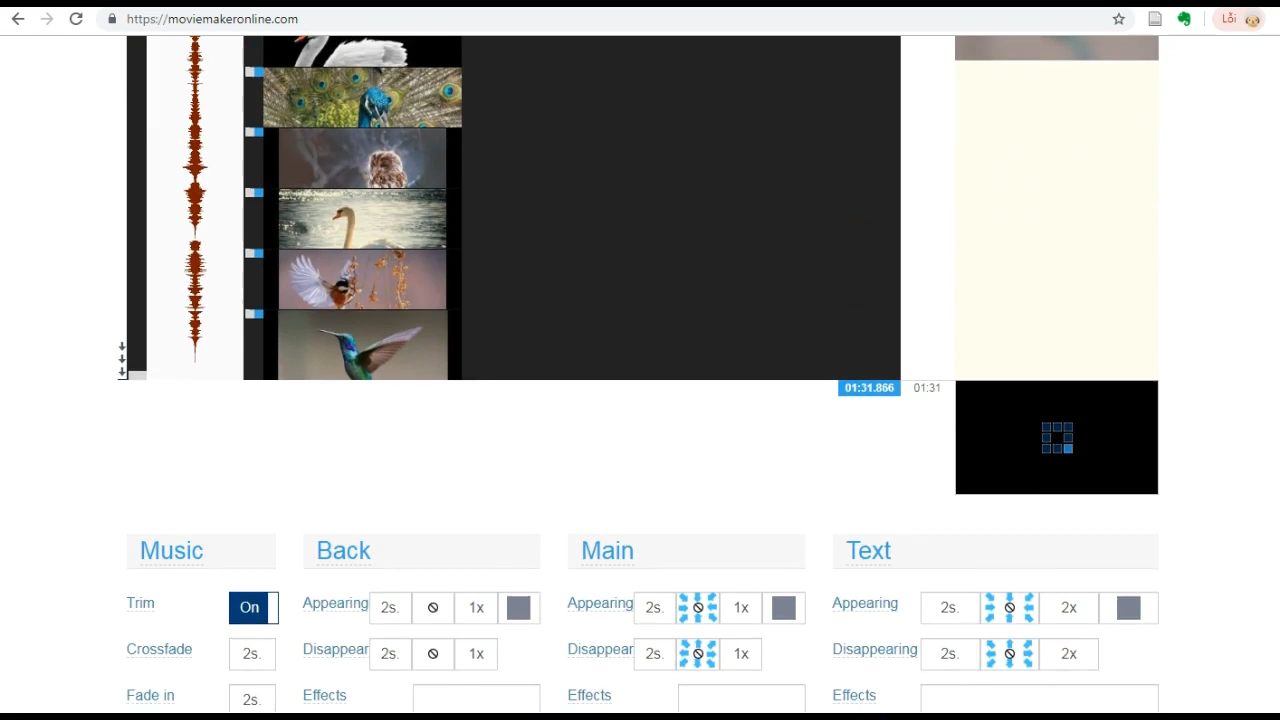 https://moviemakeronline.com
Lỗi
01:31.866 01:31
Music Back Main Text
Trim On Appearing 2s. 1x Appearing 2s. 1x Appearing 2s. 2x
Crossfade 2s. Disappear 2s. 1x Disappear 2s. 1x Disappearing 2s. 2x
Fade in 2s. Effects Effects Effects